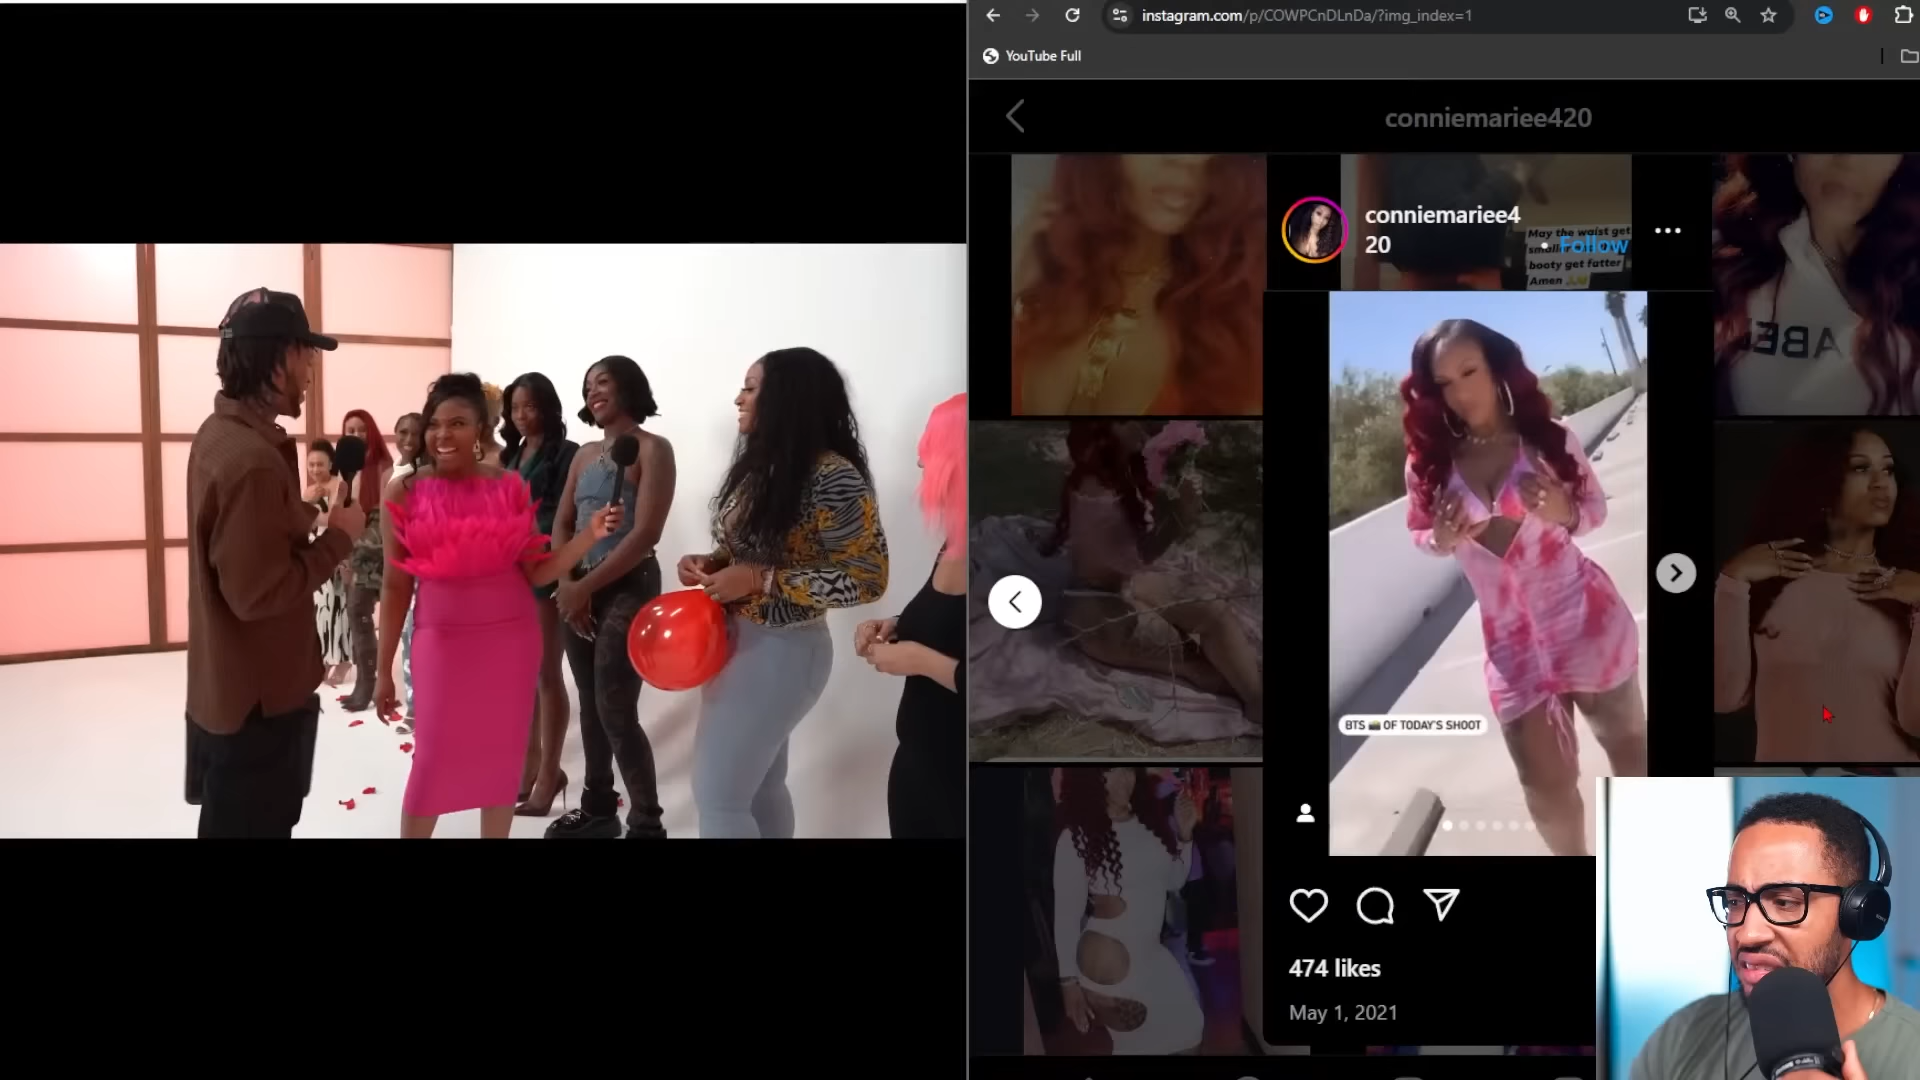 instagram.com/p/COWPCnDLnDa/?img_index=1
YouTube Full
conniemariee420
conniemariee4
20
Follow
May the waist get
booty get fatter
Amen
ABE
BTS OF TODAY'S SHOOT
474 likes
May 1, 2021